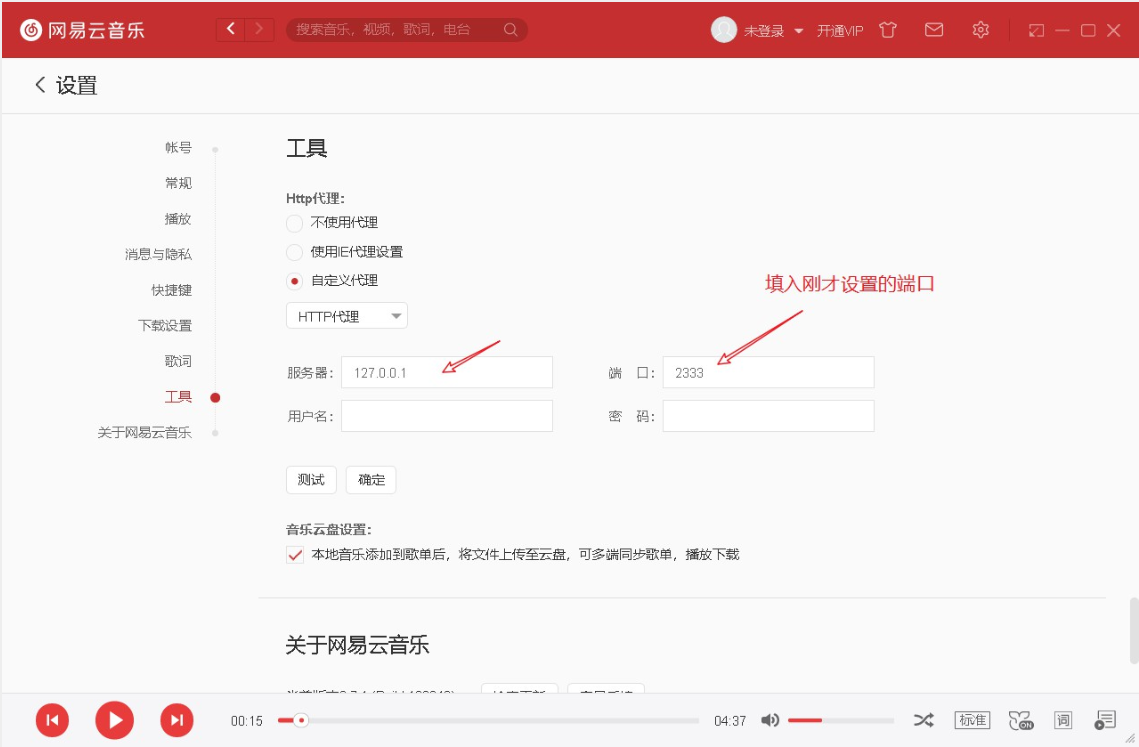 网易云音乐
搜索音乐，视频，歌词，电台
未登录
开通VIP
设置
帐号
常规
播放
消息与隐私
快捷键
下载设置
歌词
工具
关于网易云音乐
工具
Http代理:
不使用代理
使用IE代理设置
自定义代理
HTTP代理
填入刚才设置的端口
服务器: 127.0.0.1
端 口: 2333
用户名:
密 码:
测试 确定
音乐云盘设置:
本地音乐添加到歌单后，将文件上传至云盘，可多端同步歌单，播放下载
关于网易云音乐
00:15
04:37
标准
ON
词